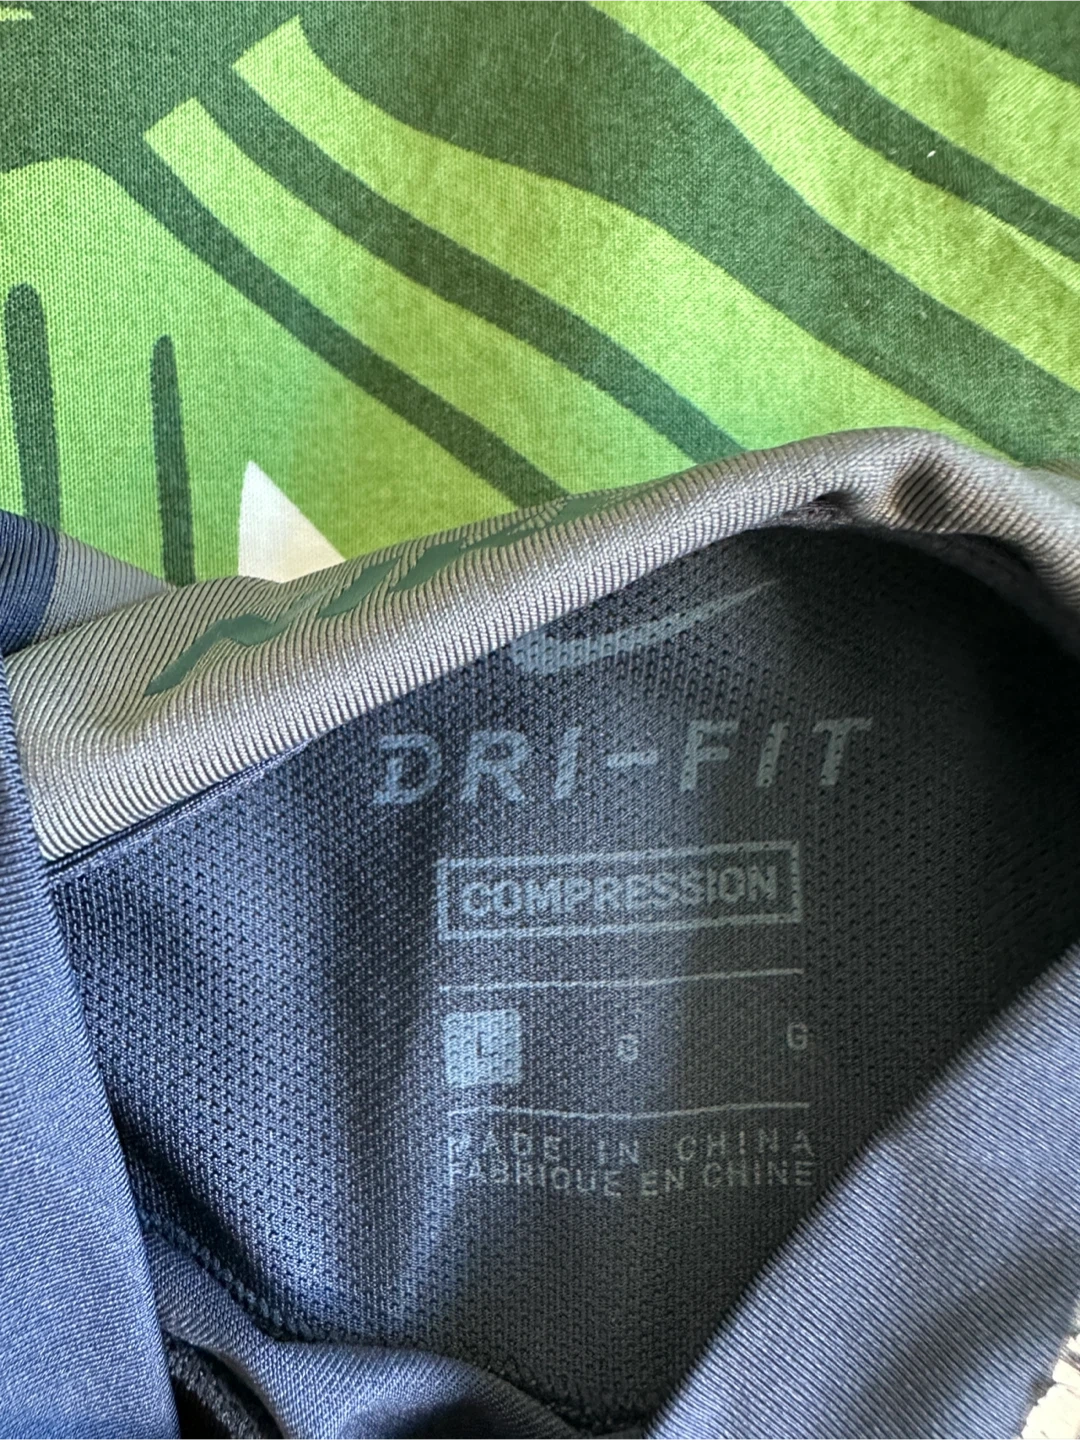 DRI-FIT
COMPRESSION
L G G
MADE IN CHINA
FABRIQUE EN CHINE